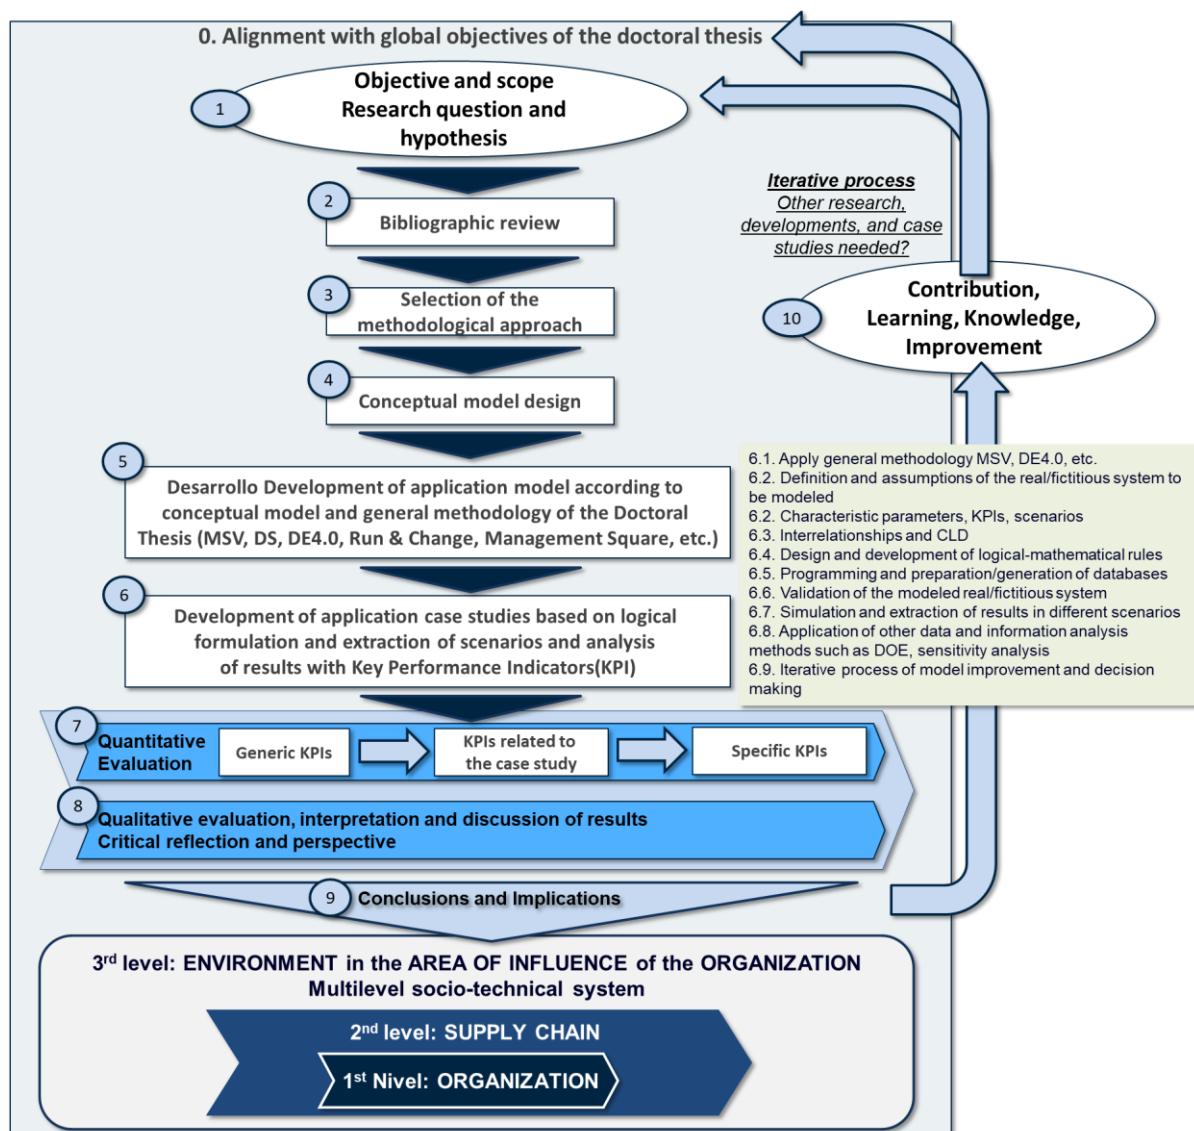 0. Alignment with global objectives of the doctoral thesis
1
Objective and scope
Research question and
hypothesis
2
Bibliographic review
3
Selection of the
methodological approach
4
Conceptual model design
5
Desarrollo Development of application model according to
conceptual model and general methodology of the Doctoral
Thesis (MSV, DS, DE4.0, Run & Change, Management Square, etc.)
6
Development of application case studies based on logical
formulation and extraction of scenarios and analysis
of results with Key Performance Indicators(KPI)
7
Quantitative
Evaluation
Generic KPIs
KPIs related to
the case study
Specific KPIs
8
Qualitative evaluation, interpretation and discussion of results
Critical reflection and perspective
9
Conclusions and Implications
3rd level: ENVIRONMENT in the AREA OF INFLUENCE of the ORGANIZATION
Multilevel socio-technical system
2nd level: SUPPLY CHAIN
1st Nivel: ORGANIZATION
Iterative process
Other research,
developments, and case
studies needed?
10
Contribution,
Learning, Knowledge,
Improvement
6.1. Apply general methodology MSV, DE4.0, etc.
6.2. Definition and assumptions of the real/fictitious system to
be modeled
6.2. Characteristic parameters, KPIs, scenarios
6.3. Interrelationships and CLD
6.4. Design and development of logical-mathematical rules
6.5. Programming and preparation/generation of databases
6.6. Validation of the modeled real/fictitious system
6.7. Simulation and extraction of results in different scenarios
6.8. Application of other data and information analysis
methods such as DOE, sensitivity analysis
6.9. Iterative process of model improvement and decision
making